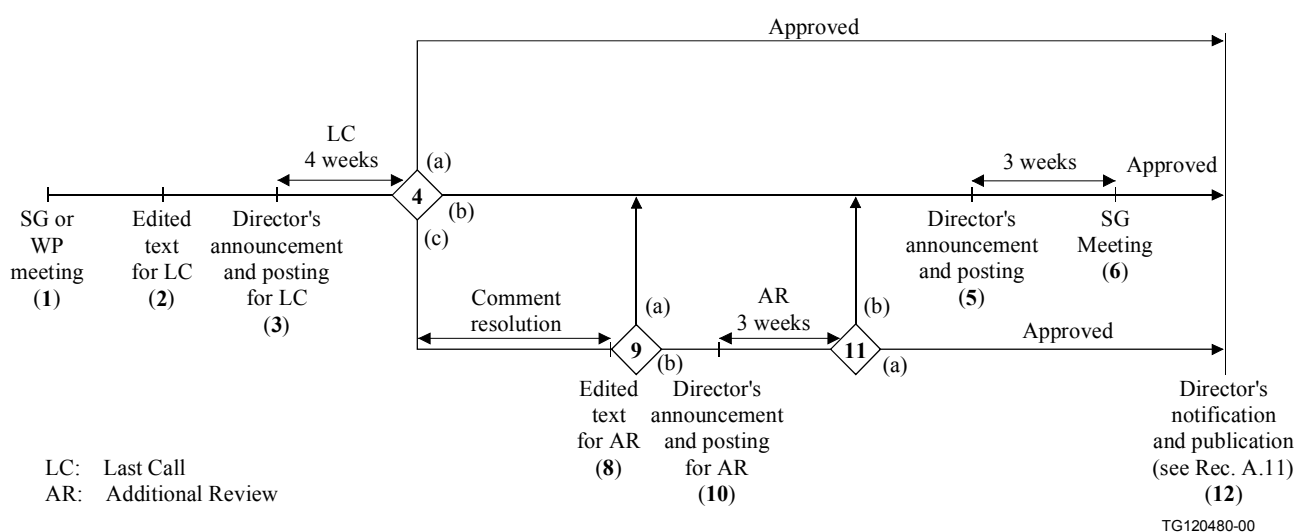 Approved
LC
4 weeks
(a)
4
(b)
(c)
3 weeks
Approved
SG or
WP
meeting
(1)
Edited
text
for LC
(2)
Director's
announcement
and posting
for LC
(3)
Director's
announcement
and posting
(5)
SG
Meeting
(6)
Comment
resolution
(a)
9
(b)
AR
3 weeks
(b)
11
(a)
Approved
Edited
text
for AR
(8)
Director's
announcement
and posting
for AR
(10)
Director's
notification
and publication
(see Rec. A.11)
(12)
LC: Last Call
AR: Additional Review
TG120480-00